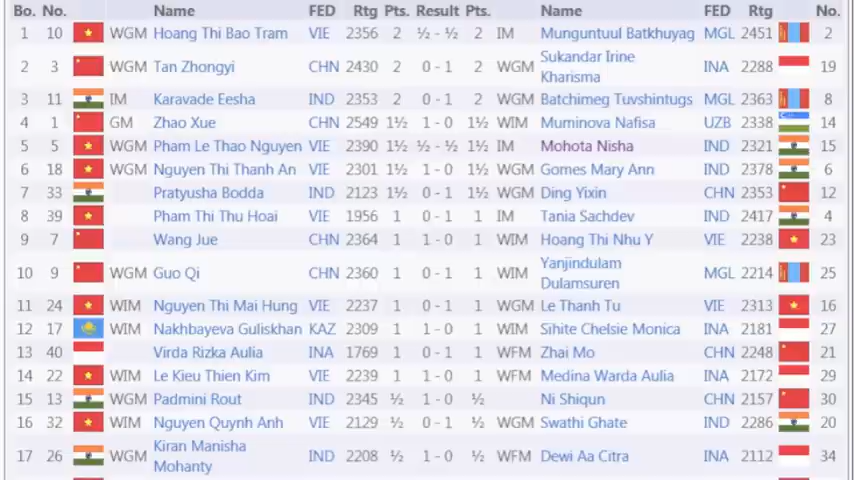 Bo. No. Name FED Rtg Pts. Result Pts. Name FED Rtg No.
1 10 WGM Hoang Thi Bao Tram VIE 2356 2 ½ - ½ 2 IM Munguntuul Batkhuyag MGL 2451 2
2 3 WGM Tan Zhongyi CHN 2430 2 0 - 1 2 WGM Sukandar Irine Kharisma INA 2288 19
3 11 IM Karavade Eesha IND 2353 2 0 - 1 2 WGM Batchimeg Tuvshintugs MGL 2363 8
4 1 GM Zhao Xue CHN 2549 1½ 1 - 0 1½ WIM Muminova Nafisa UZB 2338 14
5 5 WGM Pham Le Thao Nguyen VIE 2390 1½ ½ - ½ 1½ IM Mohota Nisha IND 2321 15
6 18 WGM Nguyen Thi Thanh An VIE 2301 1½ 1 - 0 1½ WGM Gomes Mary Ann IND 2378 6
7 33 Pratyusha Bodda IND 2123 1½ 0 - 1 1½ WGM Ding Yixin CHN 2353 12
8 39 Pham Thi Thu Hoai VIE 1956 1 0 - 1 1 IM Tania Sachdev IND 2417 4
9 7 Wang Jue CHN 2364 1 1 - 0 1 WIM Hoang Thi Nhu Y VIE 2238 23
10 9 WGM Guo Qi CHN 2360 1 1 - 0 1 WIM Yanjindulam Dulamsuren MGL 2214 25
11 24 WIM Nguyen Thi Mai Hung VIE 2237 1 0 - 1 1 WGM Le Thanh Tu VIE 2313 16
12 17 WIM Nakhbayeva Guliskhan KAZ 2309 1 1 - 0 1 WIM Sihite Chelsie Monica INA 2181 27
13 40 Virda Rizka Aulia INA 1769 1 0 - 1 1 WFM Zhai Mo CHN 2248 21
14 22 WIM Le Kieu Thien Kim VIE 2239 1 1 - 0 1 WFM Medina Warda Aulia INA 2172 29
15 13 WGM Padmini Rout IND 2345 ½ 1 - 0 ½ Ni Shiqun CHN 2157 30
16 32 WIM Nguyen Quynh Anh VIE 2129 ½ 0 - 1 ½ WGM Swathi Ghate IND 2286 20
17 26 WGM Kiran Manisha Mohanty IND 2208 ½ 1 - 0 ½ WFM Dewi Aa Citra INA 2112 34